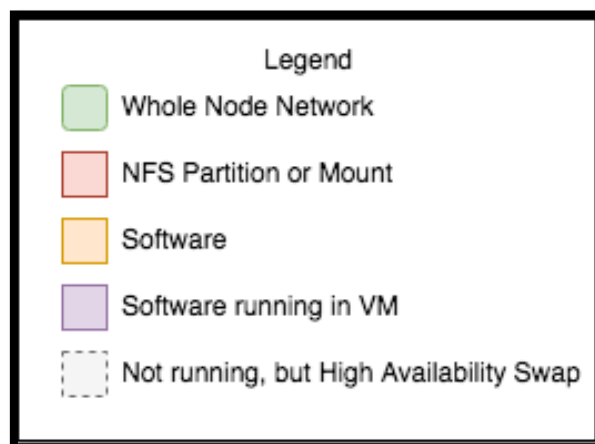 Legend
Whole Node Network
NFS Partition or Mount
Software
Software running in VM
Not running, but High Availability Swap